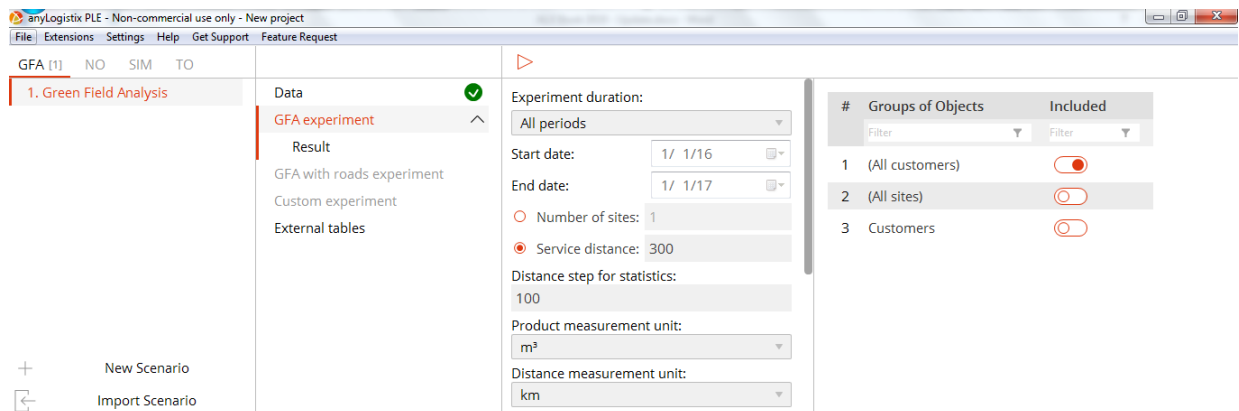 anyLogistix PLE - Non-commercial use only - New project
File Extensions Settings Help Get Support Feature Request
GFA [1] NO SIM TO
1. Green Field Analysis
New Scenario
Import Scenario
Data
GFA experiment
Result
GFA with roads experiment
Custom experiment
External tables
Experiment duration:
All periods
Start date: 1/ 1/16
End date: 1/ 1/17
Number of sites: 1
Service distance: 300
Distance step for statistics:
100
Product measurement unit:
m³
Distance measurement unit:
km
# Groups of Objects Included
Filter Filter
1 (All customers)
2 (All sites)
3 Customers